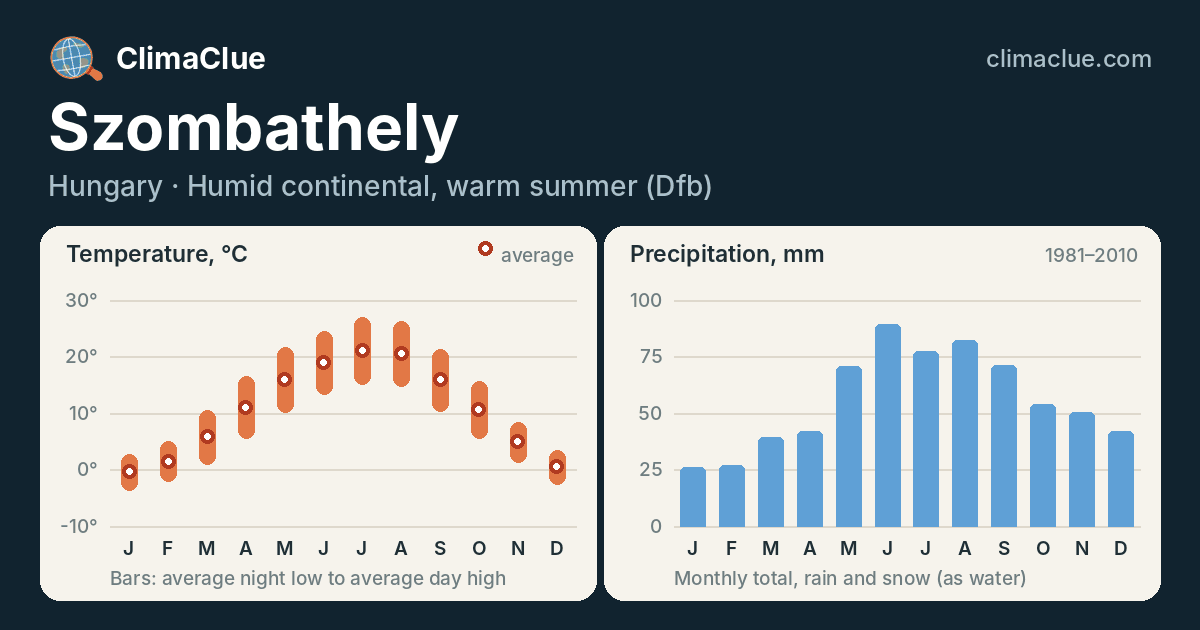 ClimaClue
climaclue.com
Szombathely
Hungary · Humid continental, warm summer (Dfb)
Temperature, °C
average
30°
20°
10°
0°
-10°
J F M A M J J A S O N D
Bars: average night low to average day high
Precipitation, mm
1981–2010
100
75
50
25
0
J F M A M J J A S O N D
Monthly total, rain and snow (as water)